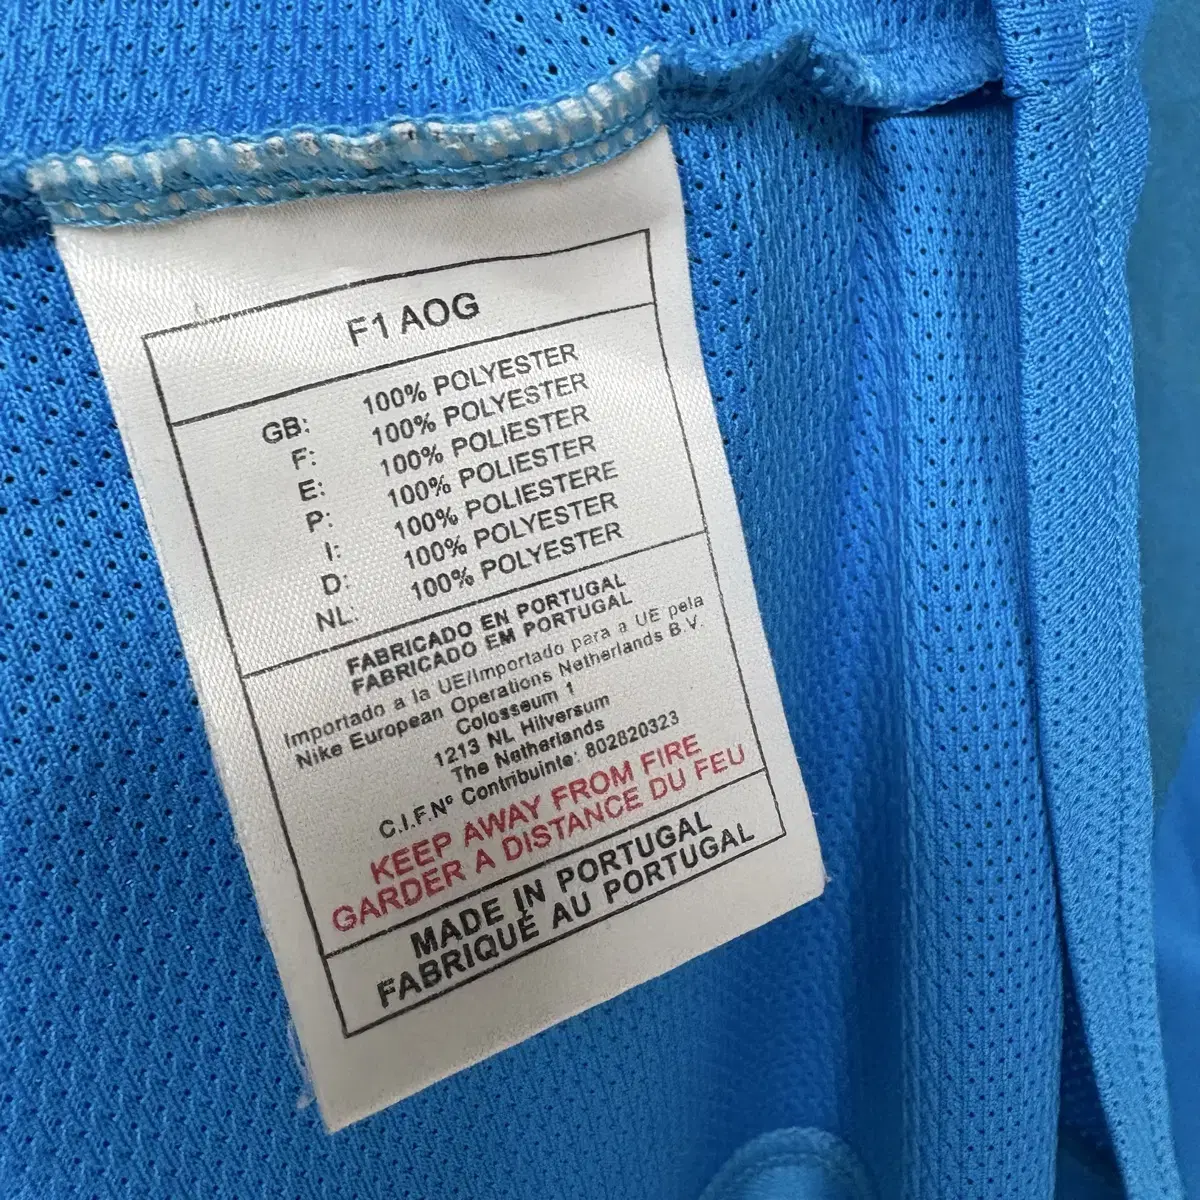 F1 AOG
GB: 100% POLYESTER
F: 100% POLYESTER
E: 100% POLIESTER
P: 100% POLIESTER
I: 100% POLIESTERE
D: 100% POLYESTER
NL: 100% POLYESTER
FABRICADO EN PORTUGAL
FABRICADO EM PORTUGAL
Importado a la UE/Importado para a UE pela
Nike European Operations Netherlands B.V.
Colosseum 1
1213 NL Hilversum
The Netherlands
C.I.F.Nº Contribuinte: 802820323
KEEP AWAY FROM FIRE
GARDER A DISTANCE DU FEU
MADE IN PORTUGAL
FABRIQUÉ AU PORTUGAL